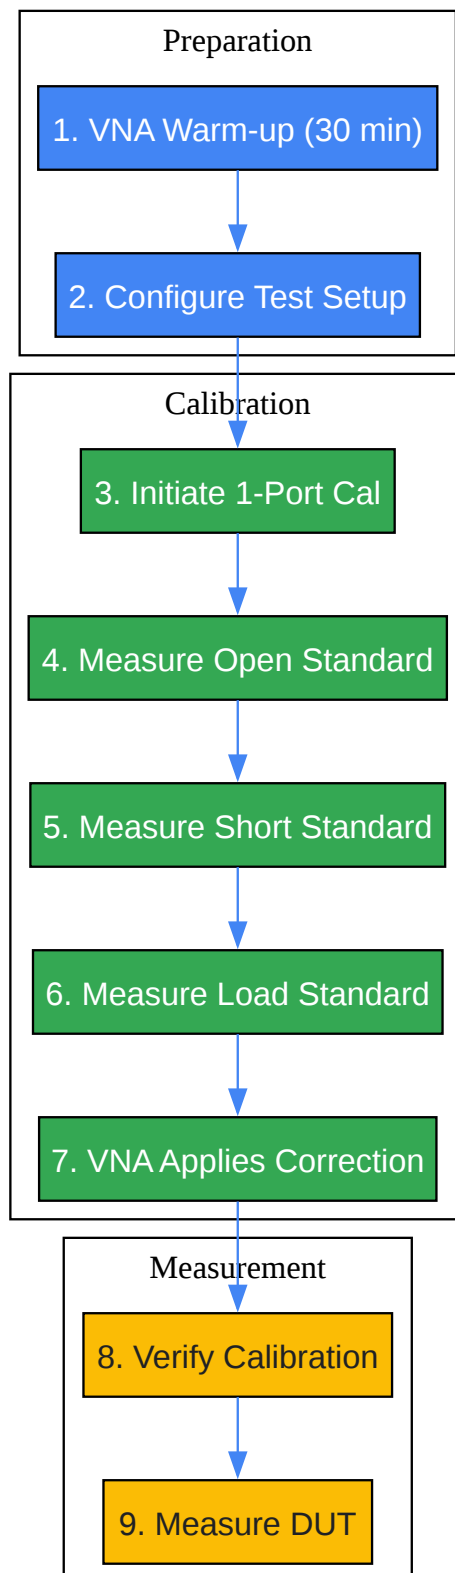 Preparation
1. VNA Warm-up (30 min)
2. Configure Test Setup
Calibration
3. Initiate 1-Port Cal
4. Measure Open Standard
5. Measure Short Standard
6. Measure Load Standard
7. VNA Applies Correction
Measurement
8. Verify Calibration
9. Measure DUT